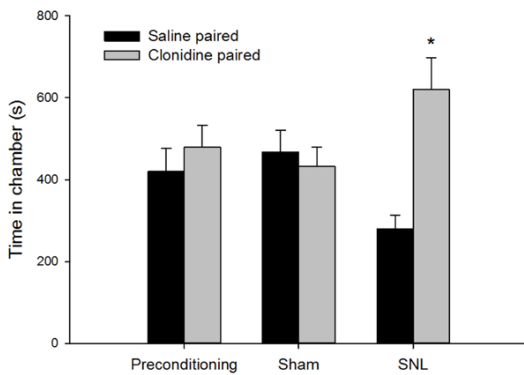 800
600
400
200
0
Time in chamber (s)
Saline paired
Clonidine paired
*
Preconditioning Sham SNL